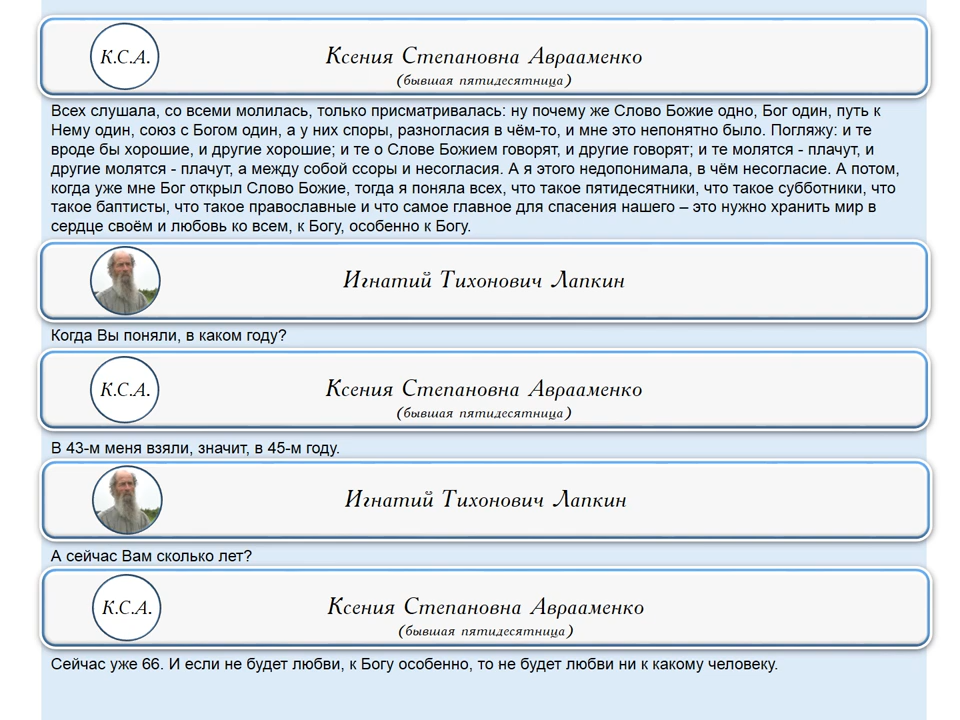 К.С.А.
Ксения Степановна Авраaменко
(бывшая пятидесятница)
Всех слушала, со всеми молилась, только присматривалась: ну почему же Слово Божие одно, Бог один, путь к
Нему один, союз с Богом один, а у них споры, разногласия в чём-то, и мне это непонятно было. Погляжу: и те
вроде бы хорошие, и другие хорошие; и те о Слове Божием говорят, и другие говорят; и те молятся - плачут, и
другие молятся - плачут, а между собой ссоры и несогласия. А я этого недопонимала, в чём несогласие. А потом,
когда уже мне Бог открыл Слово Божие, тогда я поняла всех, что такое пятидесятники, что такое субботники, что
такое баптисты, что такое православные и что самое главное для спасения нашего – это нужно хранить мир в
сердце своём и любовь ко всем, к Богу, особенно к Богу.
Игнатий Тихонович Лапкин
Когда Вы поняли, в каком году?
К.С.А.
Ксения Степановна Авраaменко
(бывшая пятидесятница)
В 43-м меня взяли, значит, в 45-м году.
Игнатий Тихонович Лапкин
А сейчас Вам сколько лет?
К.С.А.
Ксения Степановна Авраaменко
(бывшая пятидесятница)
Сейчас уже 66. И если не будет любви, к Богу особенно, то не будет любви ни к какому человеку.